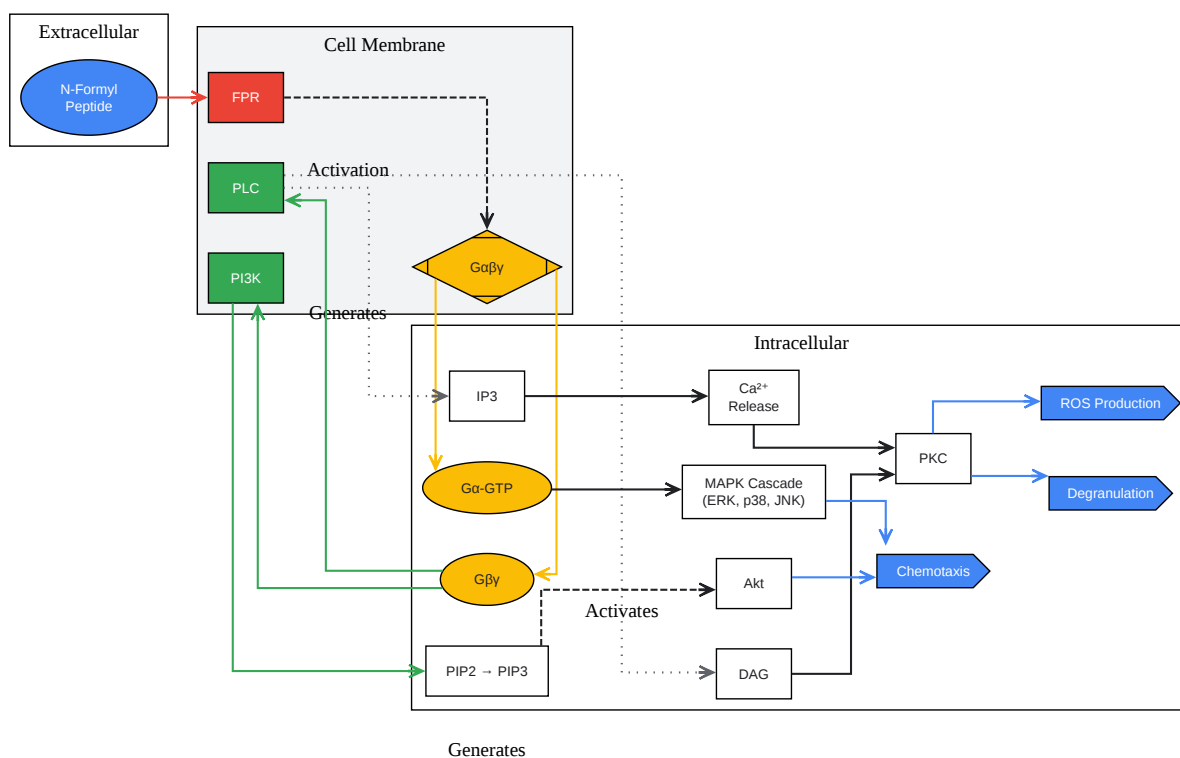 Extracellular
N-Formyl
Peptide
Cell Membrane
FPR
Activation
PLC
PI3K
Gαβγ
Generates
Intracellular
IP3
Ca²⁺
Release
ROS Production
PKC
Gα-GTP
MAPK Cascade
(ERK, p38, JNK)
Degranulation
Gβγ
Akt
Chemotaxis
Activates
PIP2 → PIP3
DAG
Generates